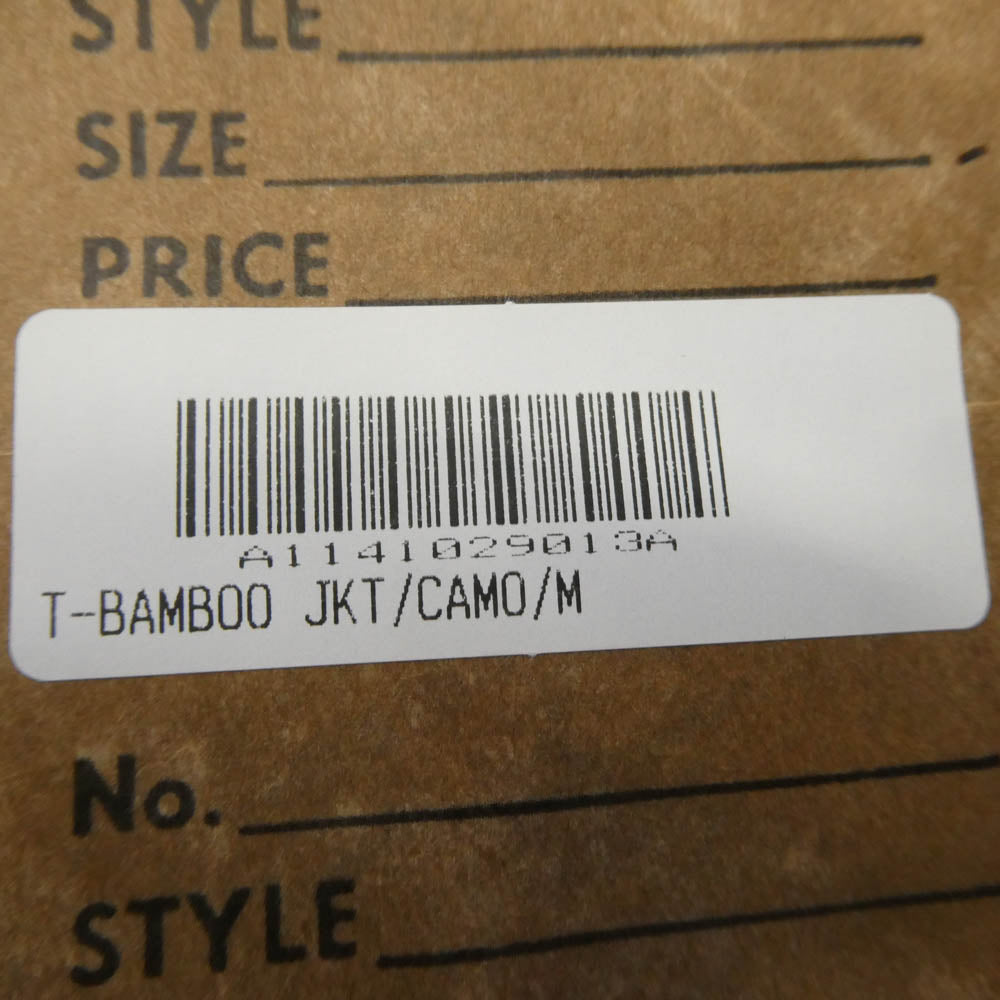 STYLE
SIZE
PRICE
A1141029013A
T-BAMBOO JKT/CAMO/M
No.
STYLE